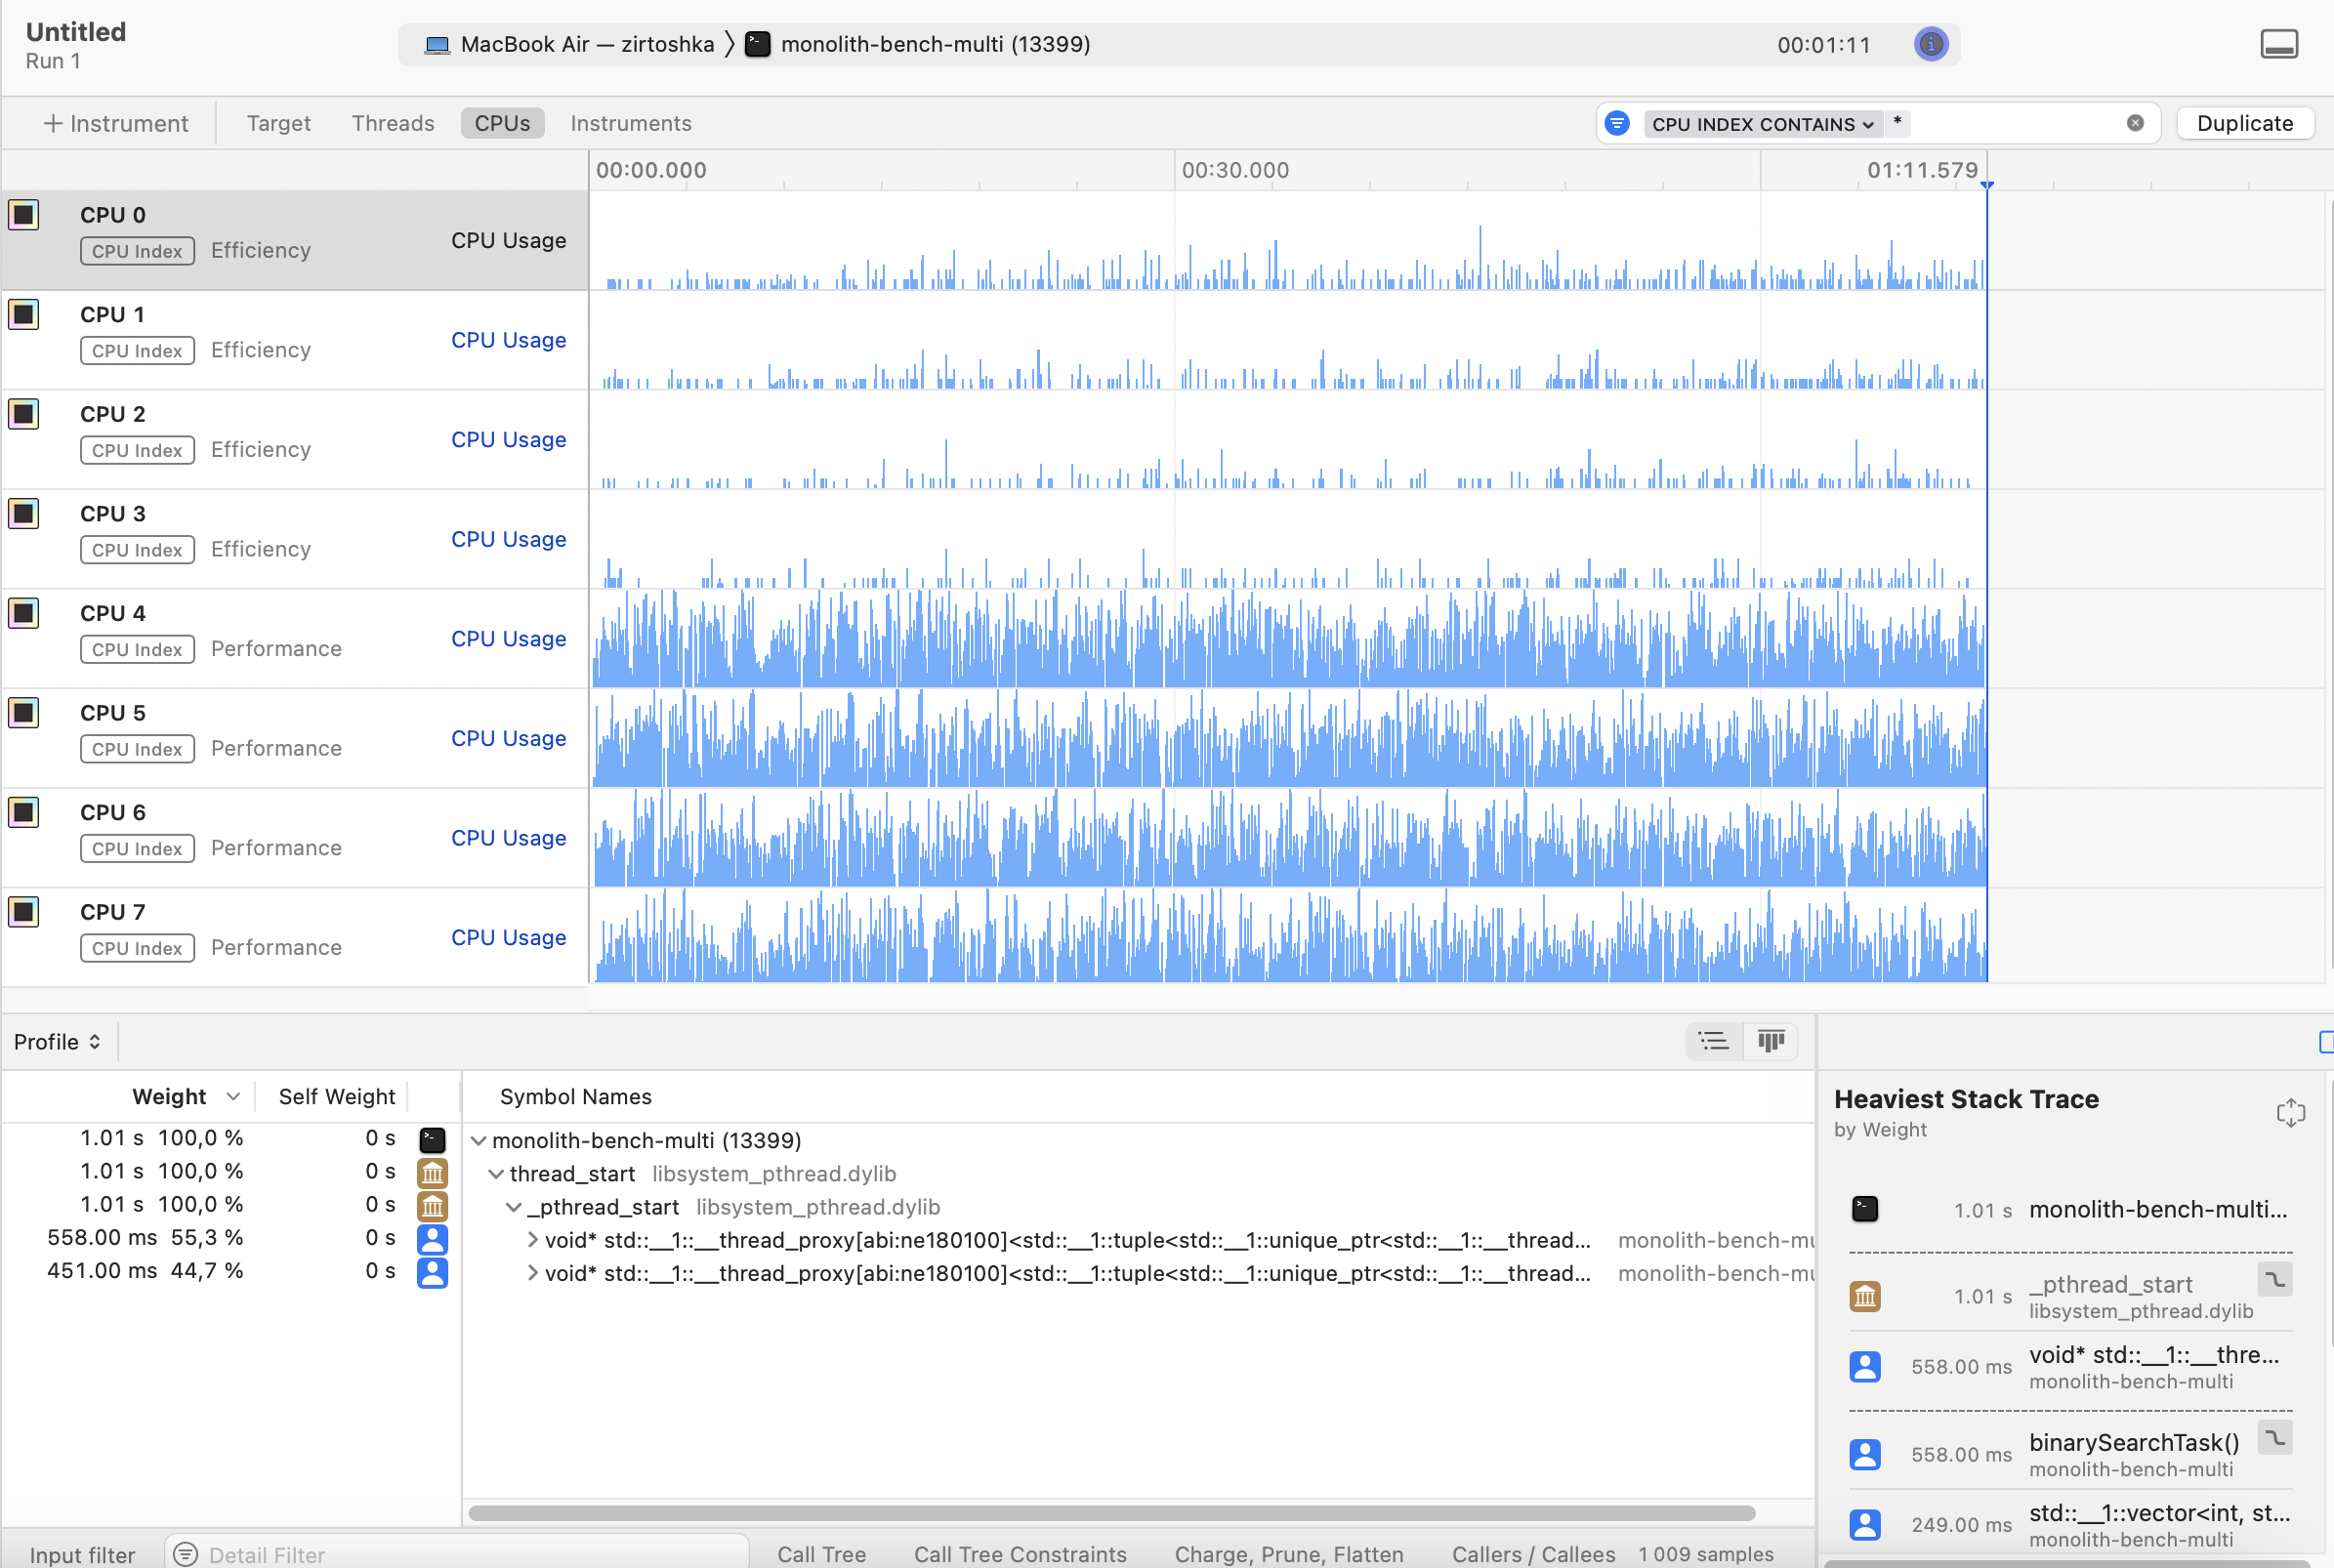 Untitled
Run 1
MacBook Air — zirtoshka 〉 monolith-bench-multi (13399)
00:01:11
+ Instrument
Target
Threads
CPUs
Instruments
CPU INDEX CONTAINS
*
Duplicate
00:00.000
00:30.000
01:11.579
CPU 0
CPU Index Efficiency
CPU Usage
CPU 1
CPU Index Efficiency
CPU Usage
CPU 2
CPU Index Efficiency
CPU Usage
CPU 3
CPU Index Efficiency
CPU Usage
CPU 4
CPU Index Performance
CPU Usage
CPU 5
CPU Index Performance
CPU Usage
CPU 6
CPU Index Performance
CPU Usage
CPU 7
CPU Index Performance
CPU Usage
Profile
Weight Self Weight Symbol Names
1.01 s 100,0 % 0 s monolith-bench-multi (13399)
1.01 s 100,0 % 0 s thread_start libsystem_pthread.dylib
1.01 s 100,0 % 0 s _pthread_start libsystem_pthread.dylib
558.00 ms 55,3 % 0 s void* std::__1::__thread_proxy[abi:ne180100]<std::__1::tuple<std::__1::unique_ptr<std::__1::__thread... monolith-bench-mu
451.00 ms 44,7 % 0 s void* std::__1::__thread_proxy[abi:ne180100]<std::__1::tuple<std::__1::unique_ptr<std::__1::__thread... monolith-bench-mu
Heaviest Stack Trace
by Weight
1.01 s monolith-bench-multi...
1.01 s _pthread_start
libsystem_pthread.dylib
558.00 ms void* std::__1::__thre...
monolith-bench-multi
558.00 ms binarySearchTask()
monolith-bench-multi
249.00 ms std::__1::vector<int, st...
monolith-bench-multi
Input filter
Detail Filter
Call Tree
Call Tree Constraints
Charge, Prune, Flatten
Callers / Callees
1 009 samples